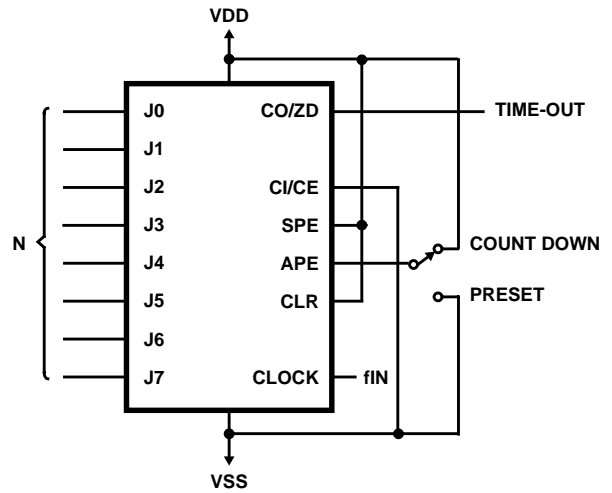 VDD
J0 CO/ZD TIME-OUT
J1
J2 CI/CE
N J3 SPE COUNT DOWN
J4 APE
J5 CLR PRESET
J6
J7 CLOCK fIN
VSS